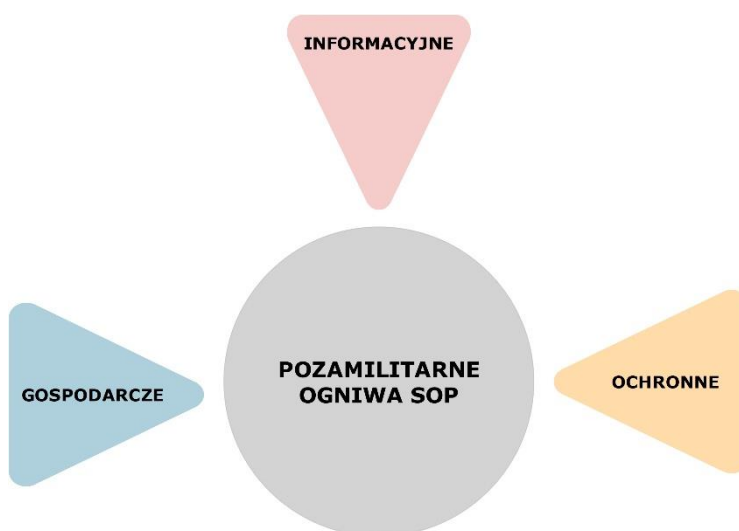 INFORMACYJNE
POZAMILITARNE
OGNIWA SOP
GOSPODARCZE
OCHRONNE